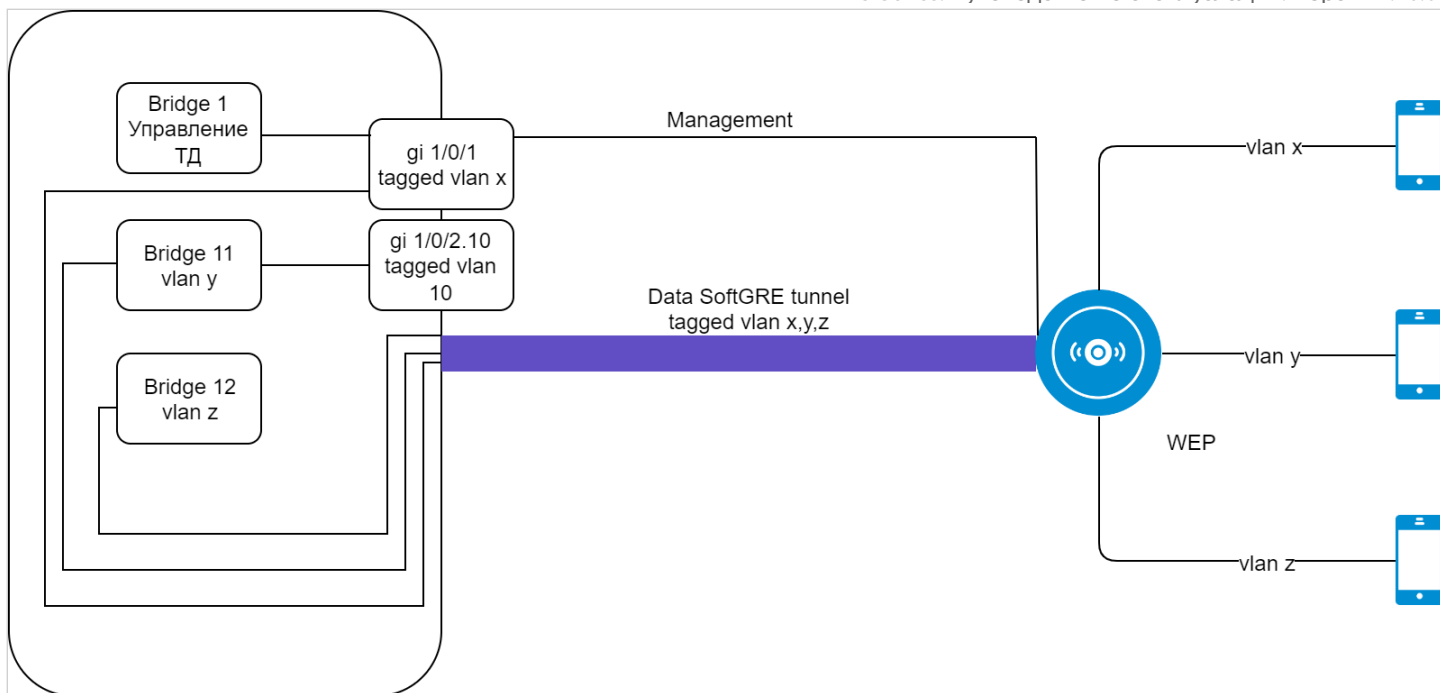 Bridge 1
Управление
ТД
gi 1/0/1
tagged vlan x
Management
vlan x
Bridge 11
vlan y
gi 1/0/2.10
tagged vlan
10
Data SoftGRE tunnel
tagged vlan x,y,z
vlan y
Bridge 12
vlan z
WEP
vlan z